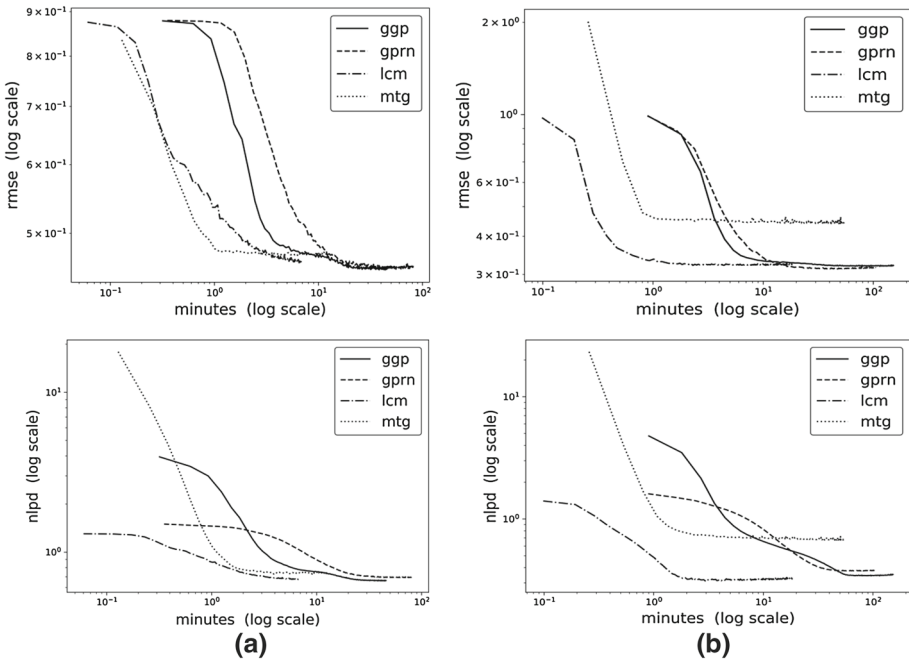 9 × 10⁻¹
8 × 10⁻¹
7 × 10⁻¹
6 × 10⁻¹
5 × 10⁻¹
rmse (log scale)
ggp
gprn
lcm
mtg
10⁻¹
10⁰
10¹
10²
minutes (log scale)
2 × 10⁰
10⁰
6 × 10⁻¹
4 × 10⁻¹
3 × 10⁻¹
rmse (log scale)
ggp
gprn
lcm
mtg
10⁻¹
10⁰
10¹
10²
minutes (log scale)
10¹
10⁰
nlpd (log scale)
ggp
gprn
lcm
mtg
10⁻¹
10⁰
10¹
10²
minutes (log scale)
(a)
10¹
10⁰
nlpd (log scale)
ggp
gprn
lcm
mtg
10⁻¹
10⁰
10¹
10²
minutes (log scale)
(b)